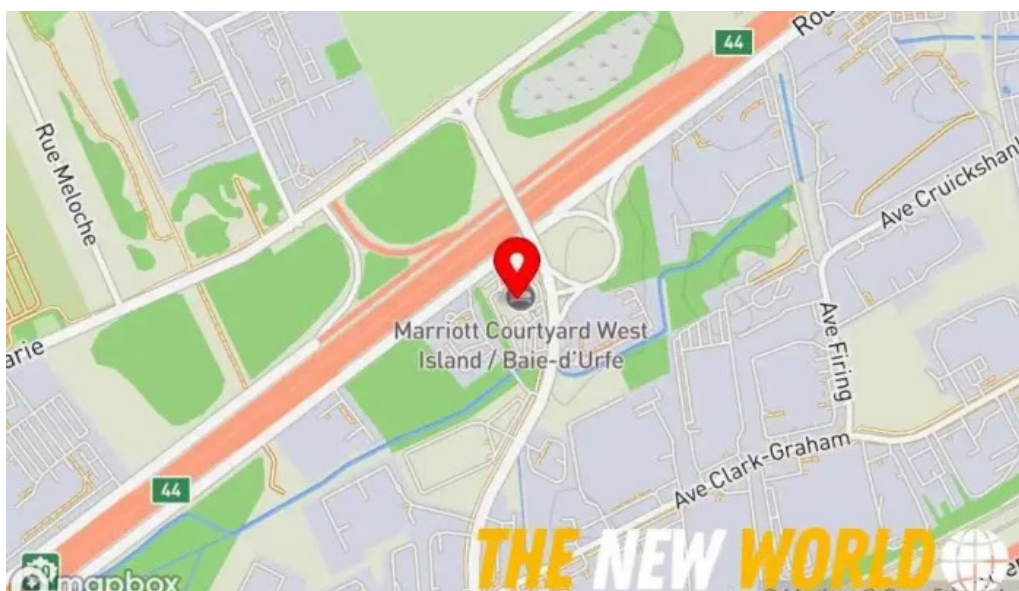 44
Rue Meloche
Ave Cruickshank
Marriott Courtyard West
Island / Baie-d'Urfe
arie
Ave Firing
Ave Clark-Graham
44
THE NEW WORLD
mapbox